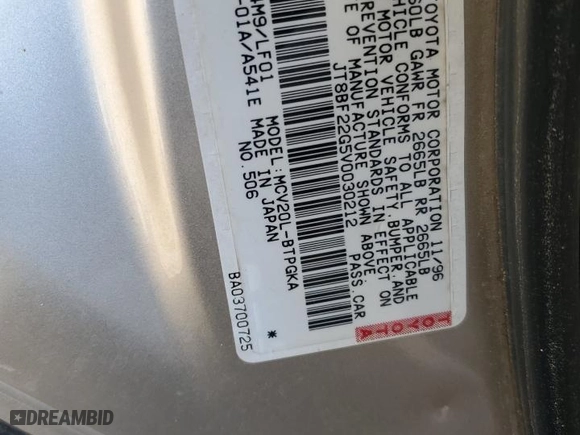 TOYOTA MOTOR CORPORATION 11/96
GAWR FR 2665LB RR 2665LB
VEHICLE CONFORMS TO ALL APPLICABLE
MOTOR VEHICLE SAFETY, BUMPER, AND
PREVENTION STANDARDS IN EFFECT ON
OF MANUFACTURE SHOWN ABOVE.
JT8BF22G5V0030212 PASS.CAR
TOYOTA
/LF01 MODEL:MCV20L-BTPGKA
-01A/A541E MADE IN JAPAN
NO.506
*
BA03700725
DREAMBID